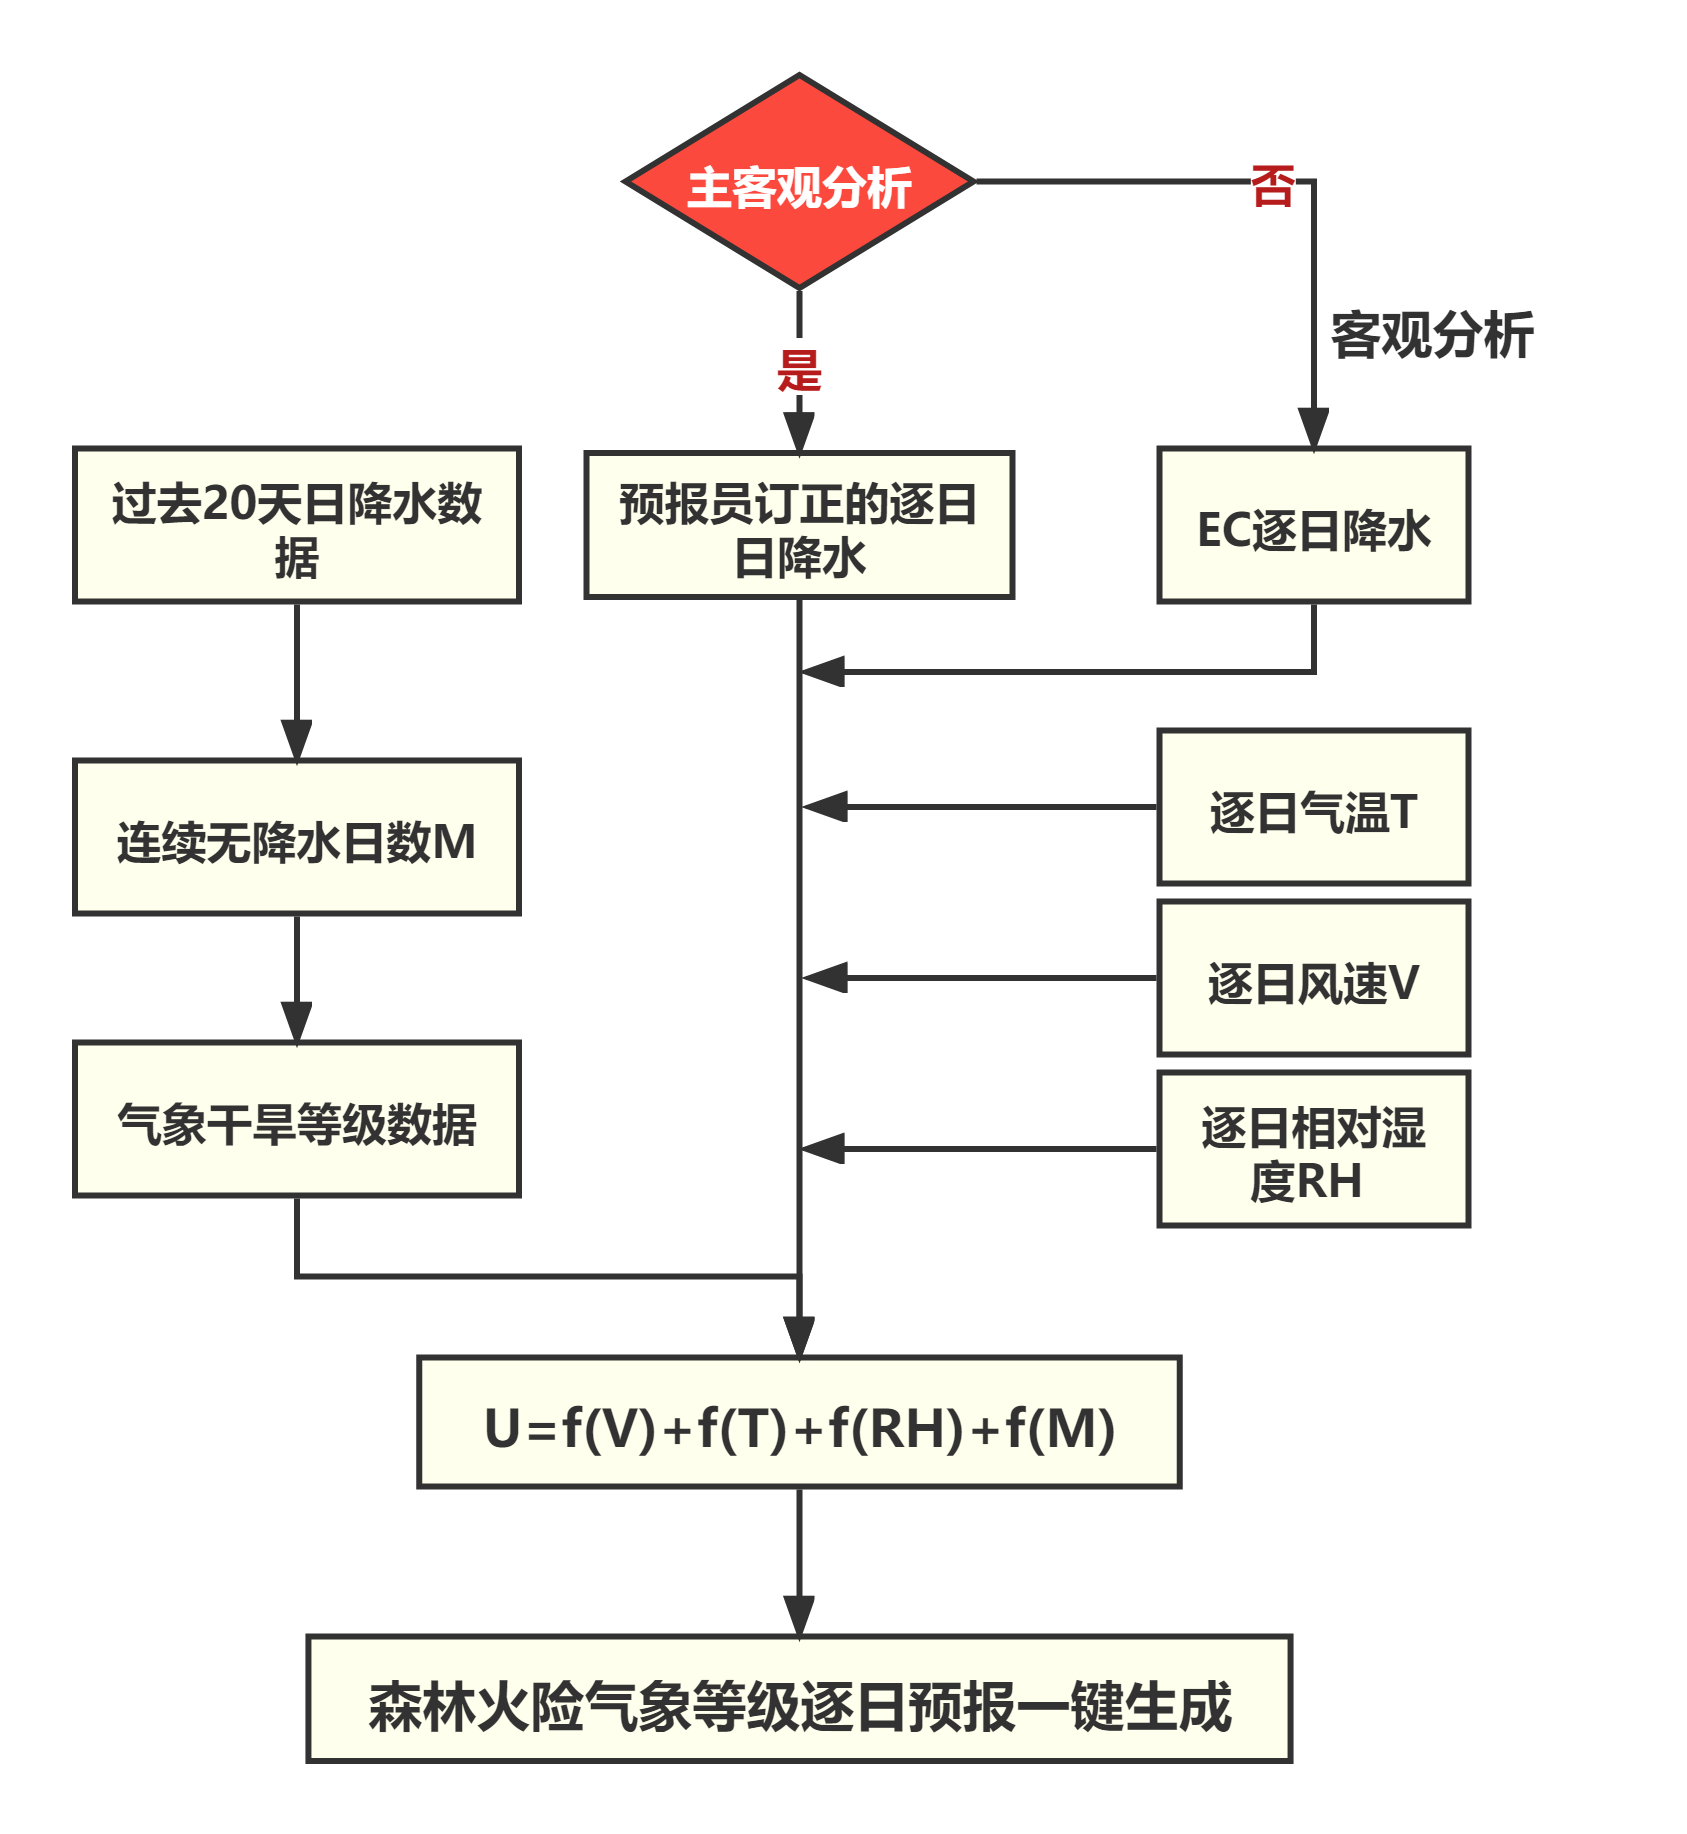 主客观分析
否
客观分析
是
过去20天日降水数
据
预报员订正的逐日
日降水
EC逐日降水
连续无降水日数M
逐日气温T
逐日风速V
气象干旱等级数据
逐日相对湿
度RH
U=f(V)+f(T)+f(RH)+f(M)
森林火险气象等级逐日预报一键生成